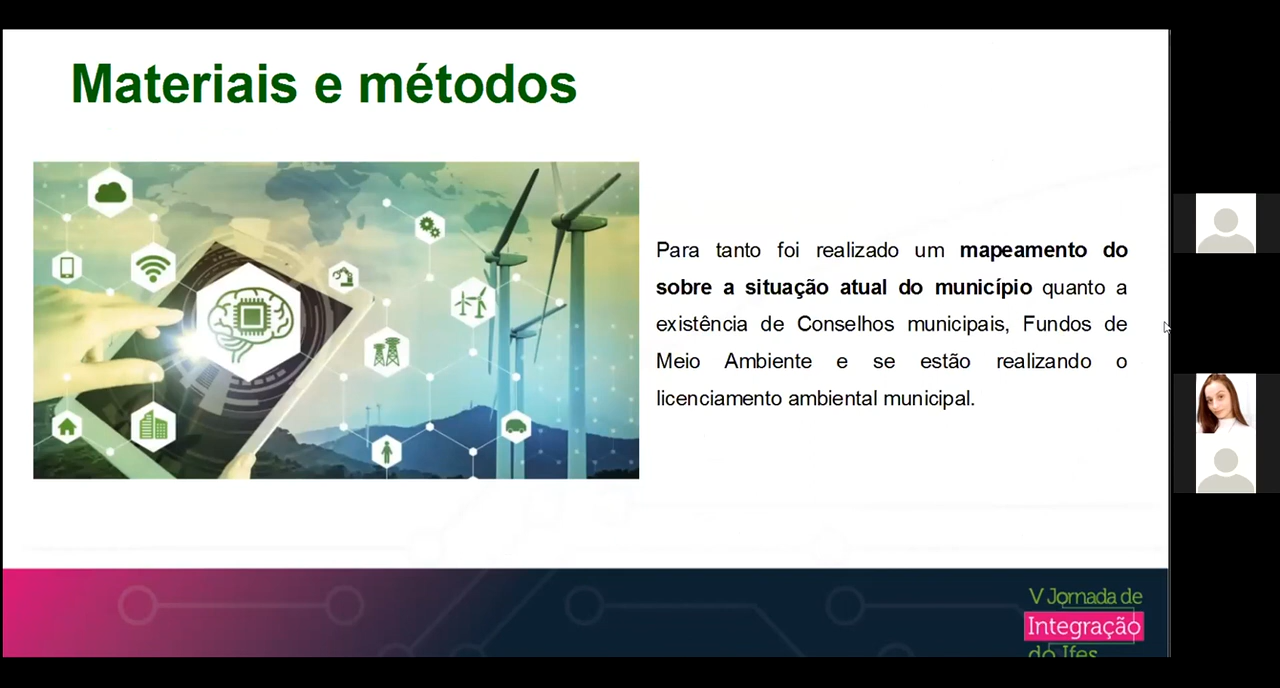 Materiais e métodos
Para tanto foi realizado um mapeamento do
sobre a situação atual do município quanto a
existência de Conselhos municipais, Fundos de
Meio Ambiente e se estão realizando o
licenciamento ambiental municipal.
V Jornada de
Integração
do Ifes